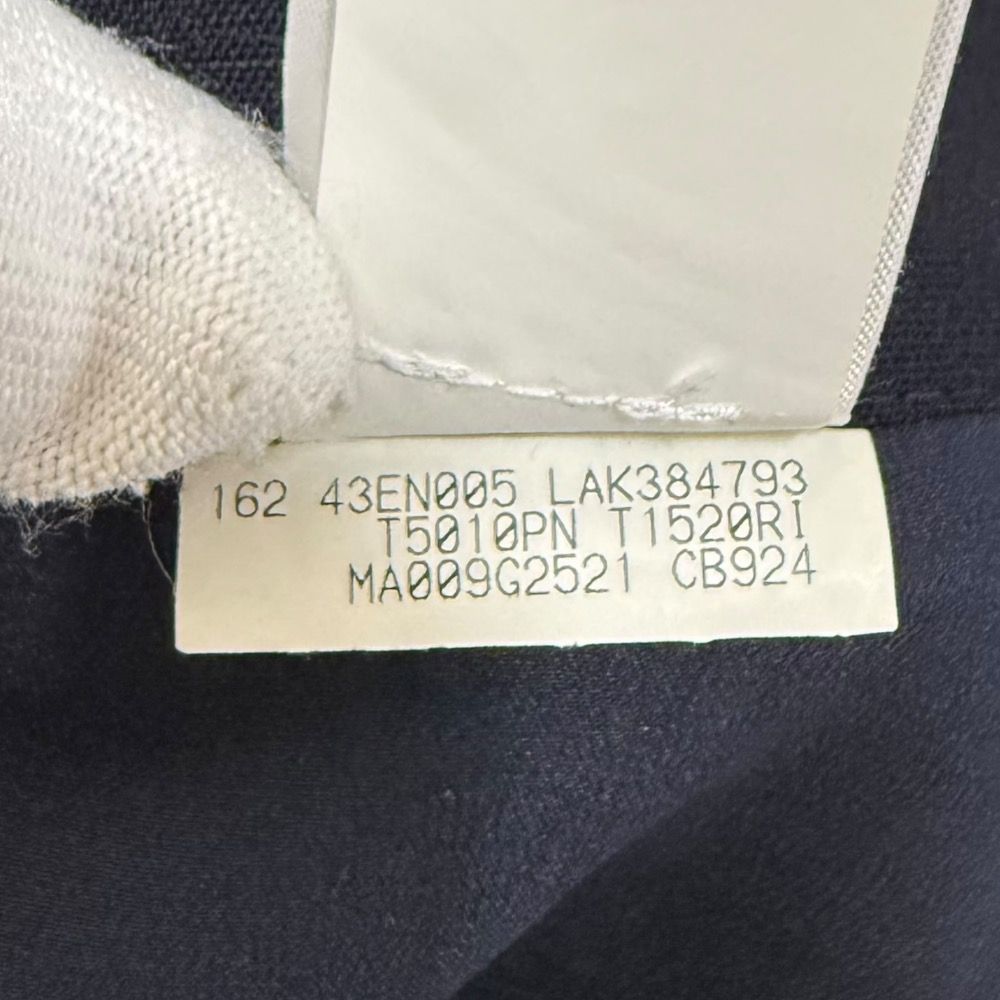 162 43EN005 LAK384793
T5010PN T1520RI
MA009G2521 CB924